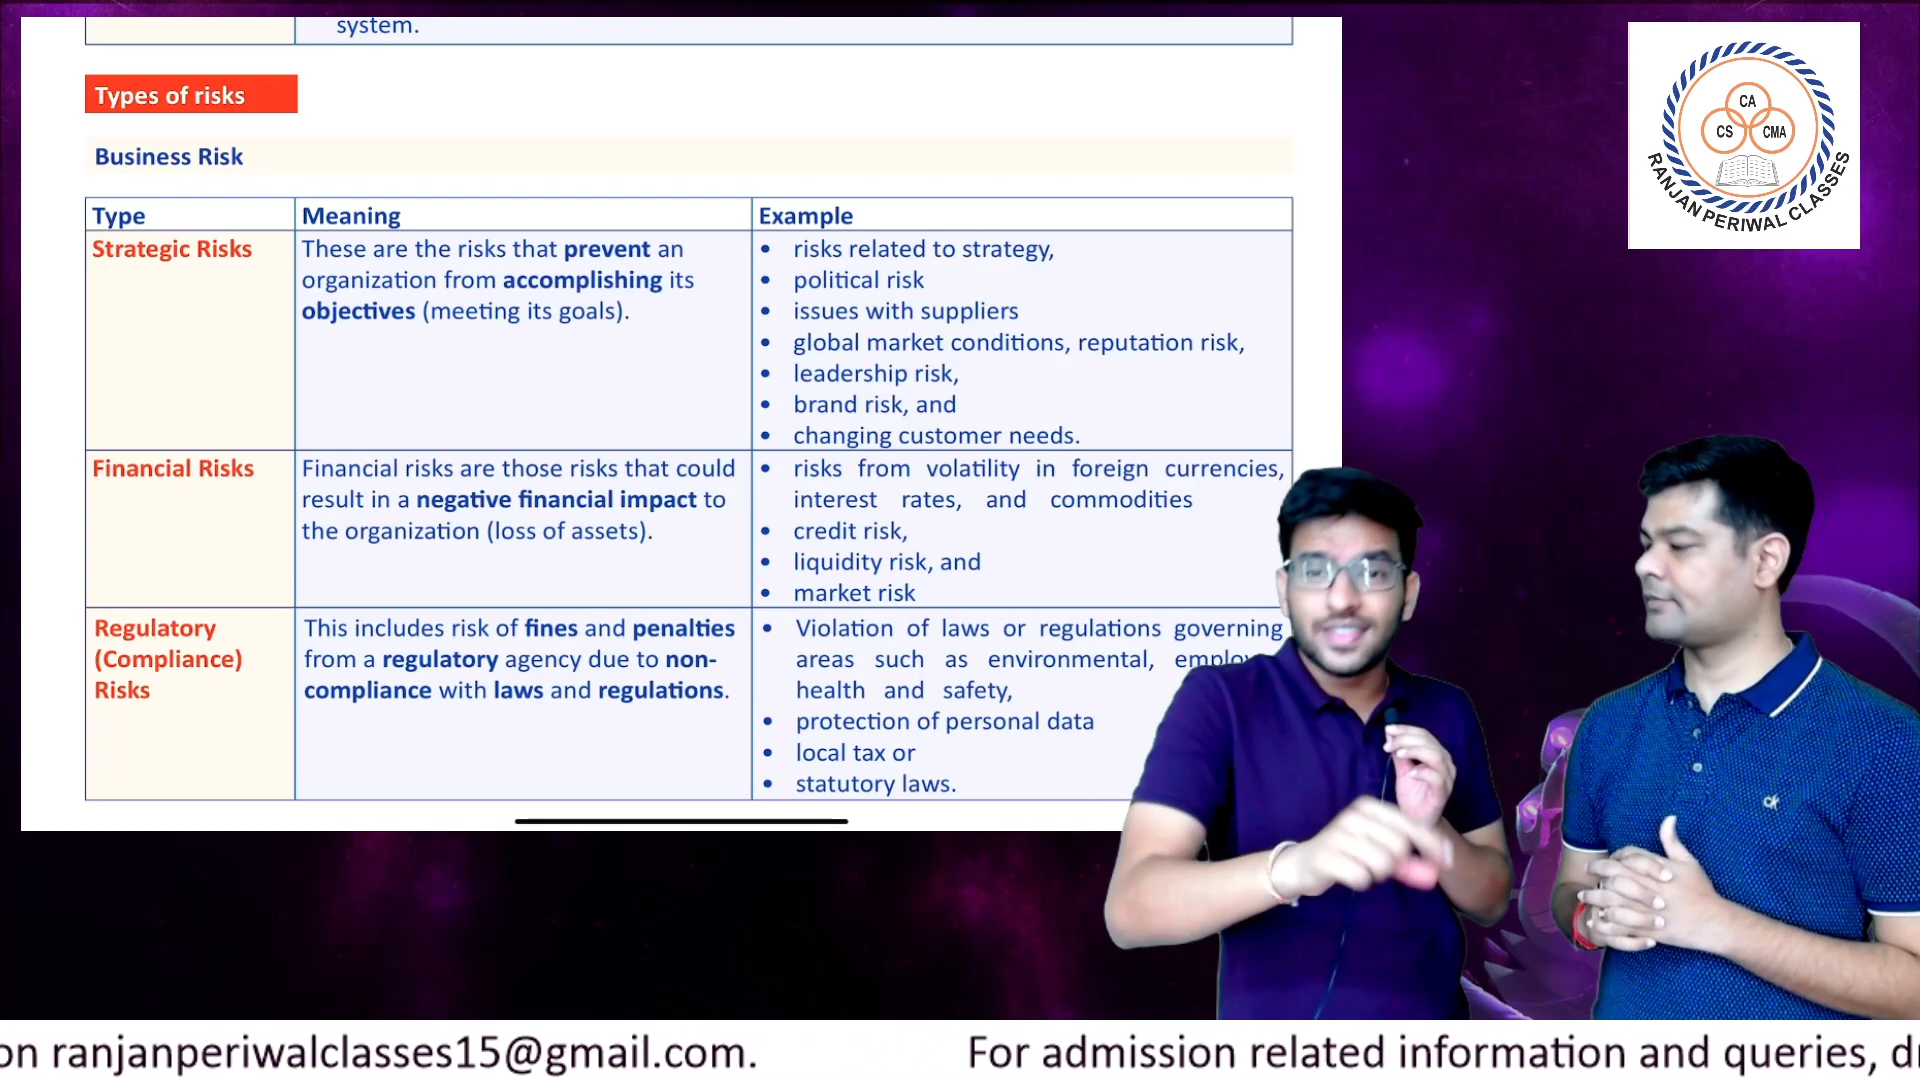 system.
Types of risks
Business Risk
Type
Meaning
Example
Strategic Risks
These are the risks that prevent an
organization from accomplishing its
objectives (meeting its goals).
• risks related to strategy,
• political risk
• issues with suppliers
• global market conditions, reputation risk,
• leadership risk,
• brand risk, and
• changing customer needs.
Financial Risks
Financial risks are those risks that could
result in a negative financial impact to
the organization (loss of assets).
• risks from volatility in foreign currencies,
interest rates, and commodities
• credit risk,
• liquidity risk, and
• market risk
Regulatory
(Compliance)
Risks
This includes risk of fines and penalties
from a regulatory agency due to non-
compliance with laws and regulations.
• Violation of laws or regulations governing
areas such as environmental,
health and safety,
• protection of personal data
• local tax or
• statutory laws.
CA
CS
CMA
RANJAN PERIWAL CLASSES
ck
on ranjanperiwalclasses15@gmail.com.
For admission related information and queries,